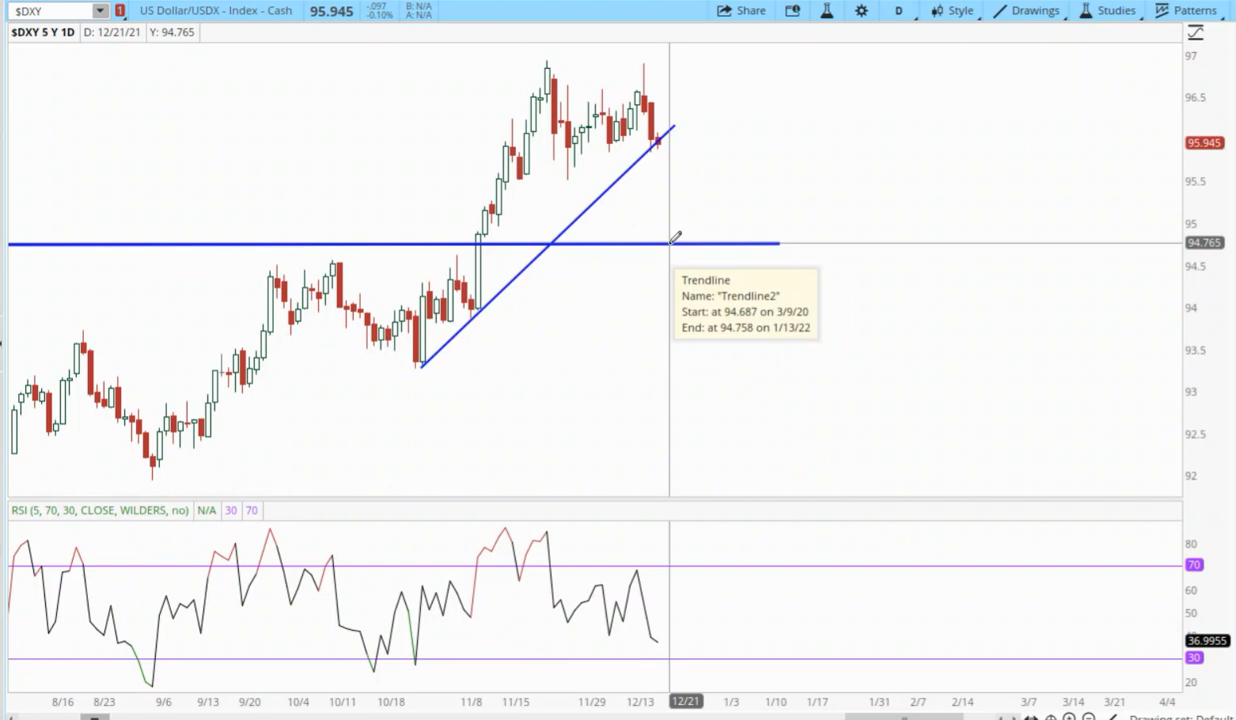 $DXY 1 US Dollar/USDX - Index - Cash 95.945 -.097 -0.10% B: N/A A: N/A Share D Style Drawings Studies Patterns
$DXY 5 Y 1D D: 12/21/21 Y: 94.765
97
96.5
95.945
95.5
95
94.765
94.5
94
93.5
93
92.5
92
Trendline
Name: "Trendline2"
Start: at 94.687 on 3/9/20
End: at 94.758 on 1/13/22
RSI (5, 70, 30, CLOSE, WILDERS, no) N/A 30 70
80
70
60
50
36.9955
30
20
8/16 8/23 9/6 9/13 9/20 10/4 10/11 10/18 11/8 11/15 11/29 12/13 12/21 1/3 1/10 1/17 1/31 2/7 2/14 3/7 3/14 3/21 4/4
Drawing set: Default